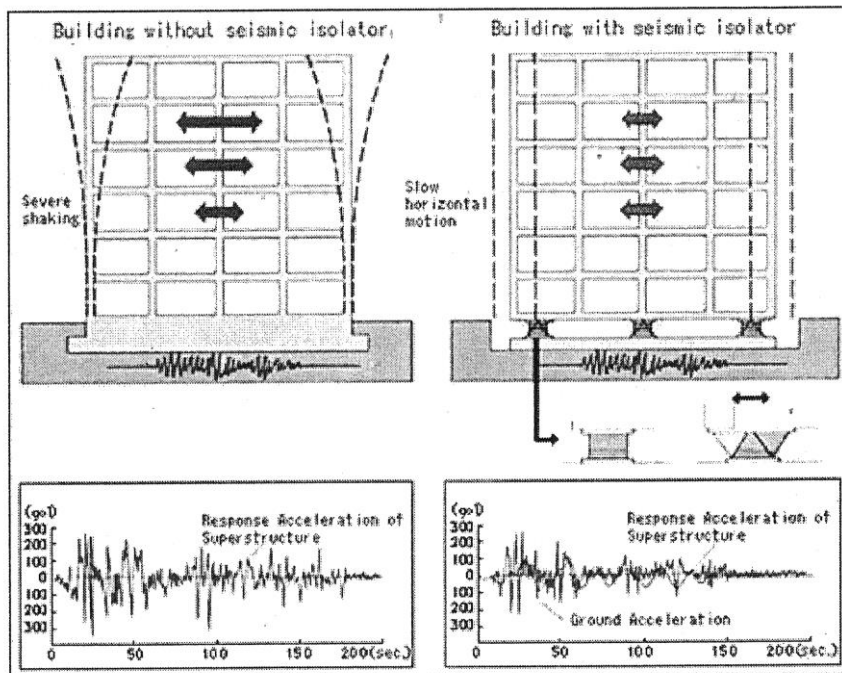 Building without seismic isolator
Building with seismic isolator
Severe
shaking
Slow
horizontal
motion
(gal)
300
200
100
0
100
200
300
Response Acceleration of
Superstructure
0
50
100
150
200(sec.)
(gal)
300
200
100
0
100
200
300
Response Acceleration of
Superstructure
Ground Acceleration
0
50
100
150
200(sec.)